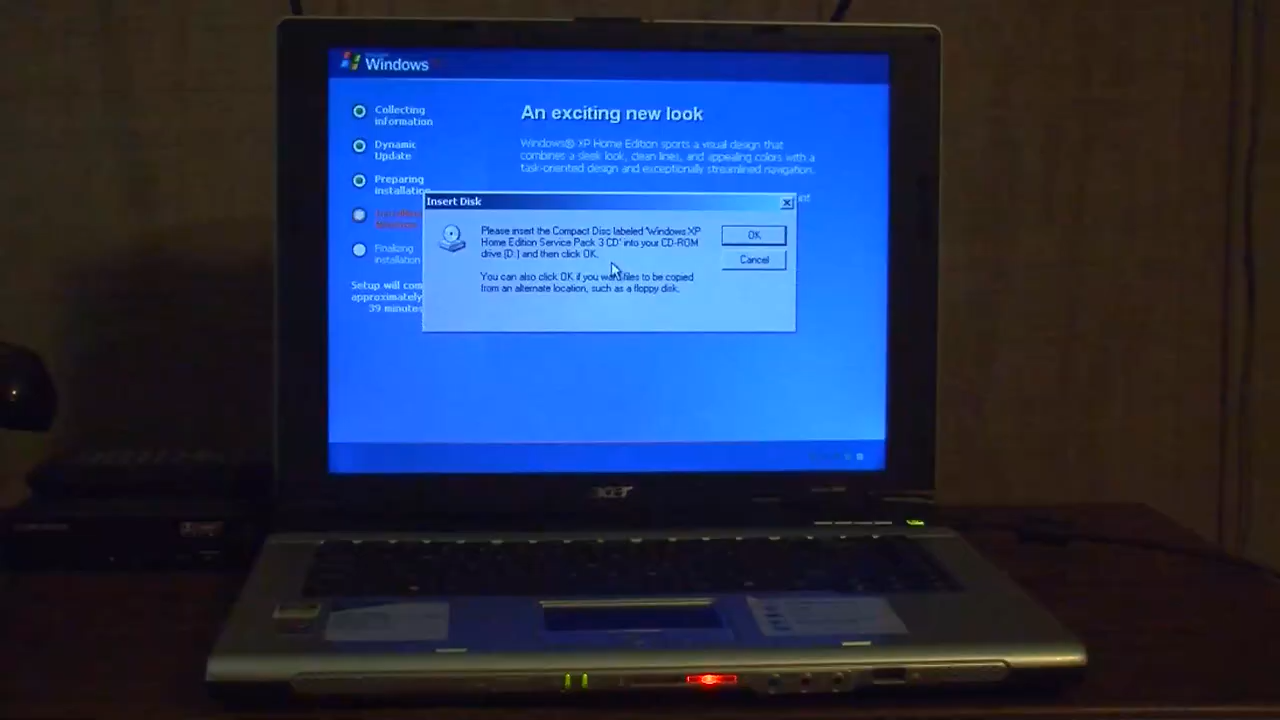 Windows
Collecting
information
Dynamic
Update
Preparing
installation
Finalizing
installation
Setup will com
approximately
39 minutes
An exciting new look
Windows® XP Home Edition sports a visual design that
combines a sleek look, clean lines, and appealing colors with a
task-oriented design and exceptionally streamlined navigation.
Insert Disk
Please insert the Compact Disc labeled 'Windows XP
Home Edition Service Pack 3 CD' into your CD-ROM
drive (D:) and then click OK.
You can also click OK if you want files to be copied
from an alternate location, such as a floppy disk.
OK
Cancel
acer